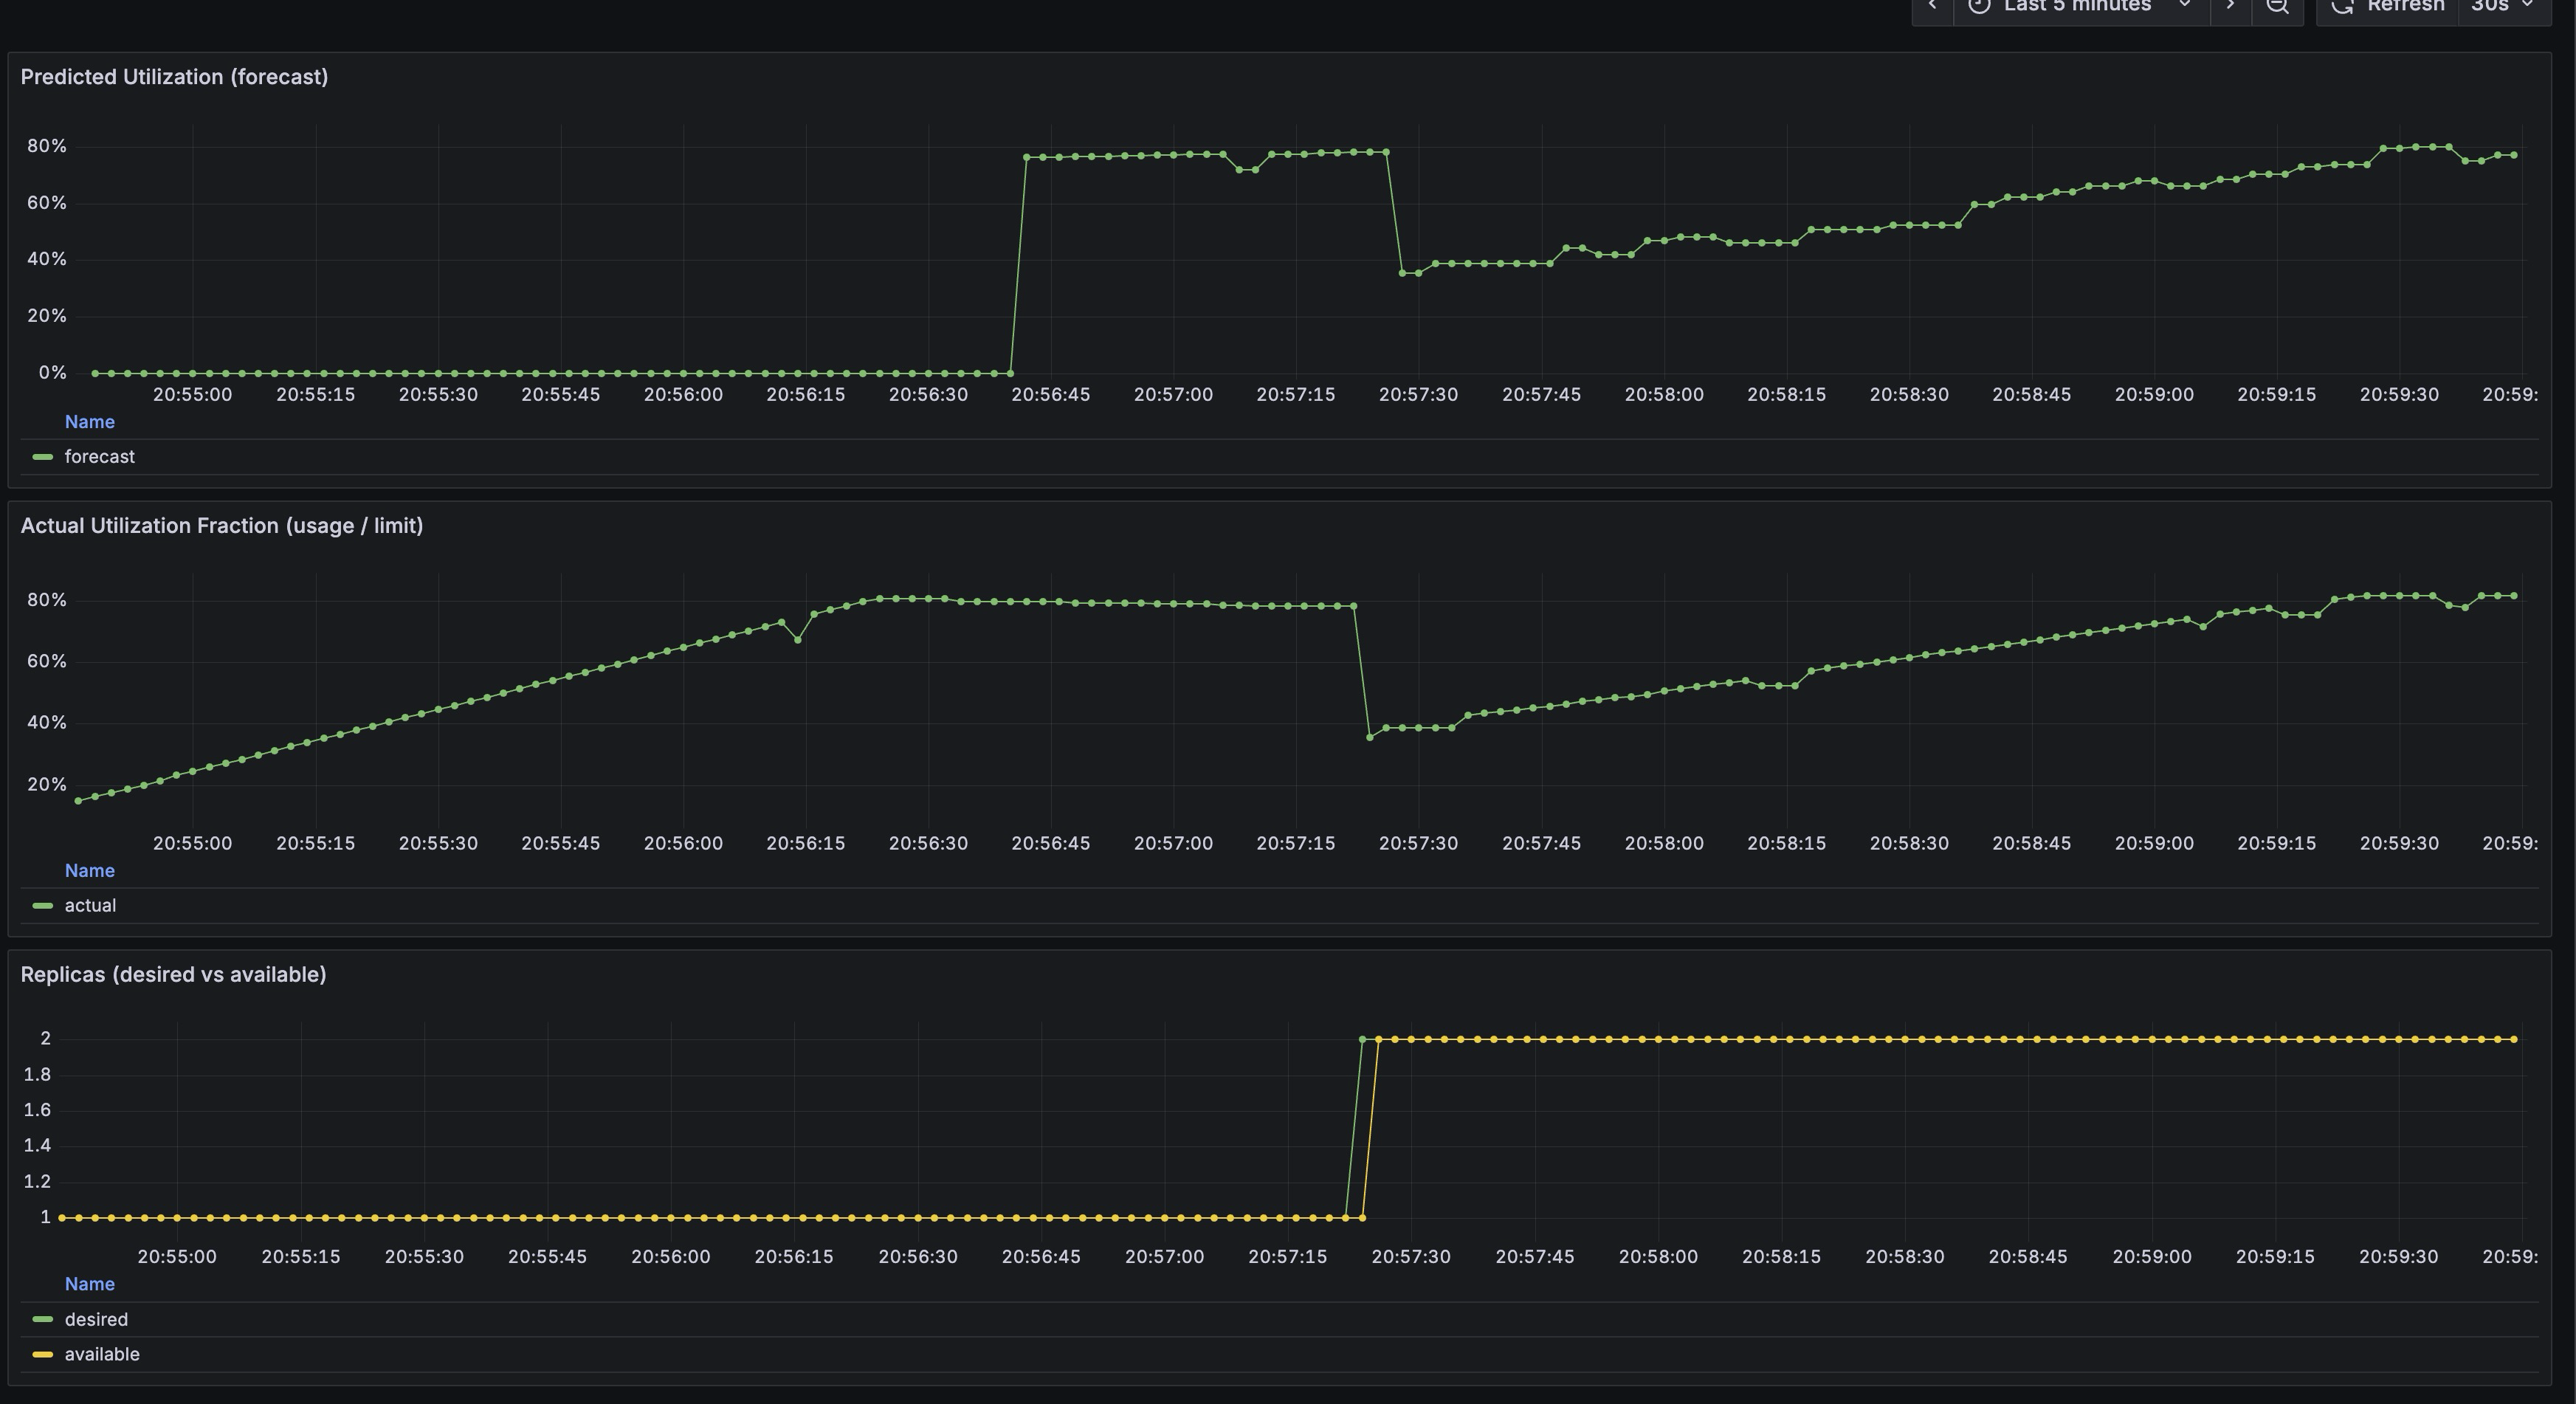 Last 5 minutes Refresh 30s
Predicted Utilization (forecast)
80%
60%
40%
20%
0%
20:55:00 20:55:15 20:55:30 20:55:45 20:56:00 20:56:15 20:56:30 20:56:45 20:57:00 20:57:15 20:57:30 20:57:45 20:58:00 20:58:15 20:58:30 20:58:45 20:59:00 20:59:15 20:59:30 20:59:
Name
forecast
Actual Utilization Fraction (usage / limit)
80%
60%
40%
20%
20:55:00 20:55:15 20:55:30 20:55:45 20:56:00 20:56:15 20:56:30 20:56:45 20:57:00 20:57:15 20:57:30 20:57:45 20:58:00 20:58:15 20:58:30 20:58:45 20:59:00 20:59:15 20:59:30 20:59:
Name
actual
Replicas (desired vs available)
2
1.8
1.6
1.4
1.2
1
20:55:00 20:55:15 20:55:30 20:55:45 20:56:00 20:56:15 20:56:30 20:56:45 20:57:00 20:57:15 20:57:30 20:57:45 20:58:00 20:58:15 20:58:30 20:58:45 20:59:00 20:59:15 20:59:30 20:59:
Name
desired
available